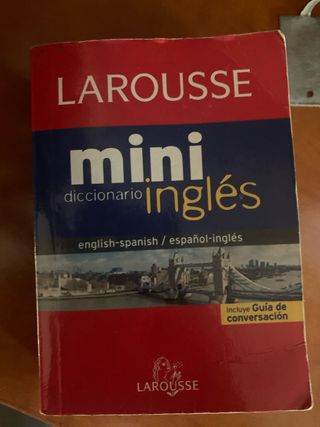 LAROUSSE
mini
diccionario inglés
english-spanish / español-inglés
Incluye Guía de
conversación
LAROUSSE